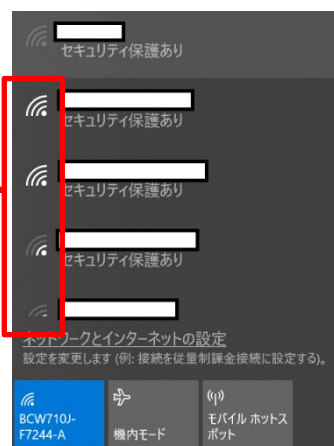 セキュリティ保護あり
セキュリティ保護あり
セキュリティ保護あり
セキュリティ保護あり
ネットワークとインターネットの設定
設定を変更します (例: 接続を従量制課金接続に設定する)。
BCW710J-
F7244-A
機内モード
モバイル ホットス
ポット